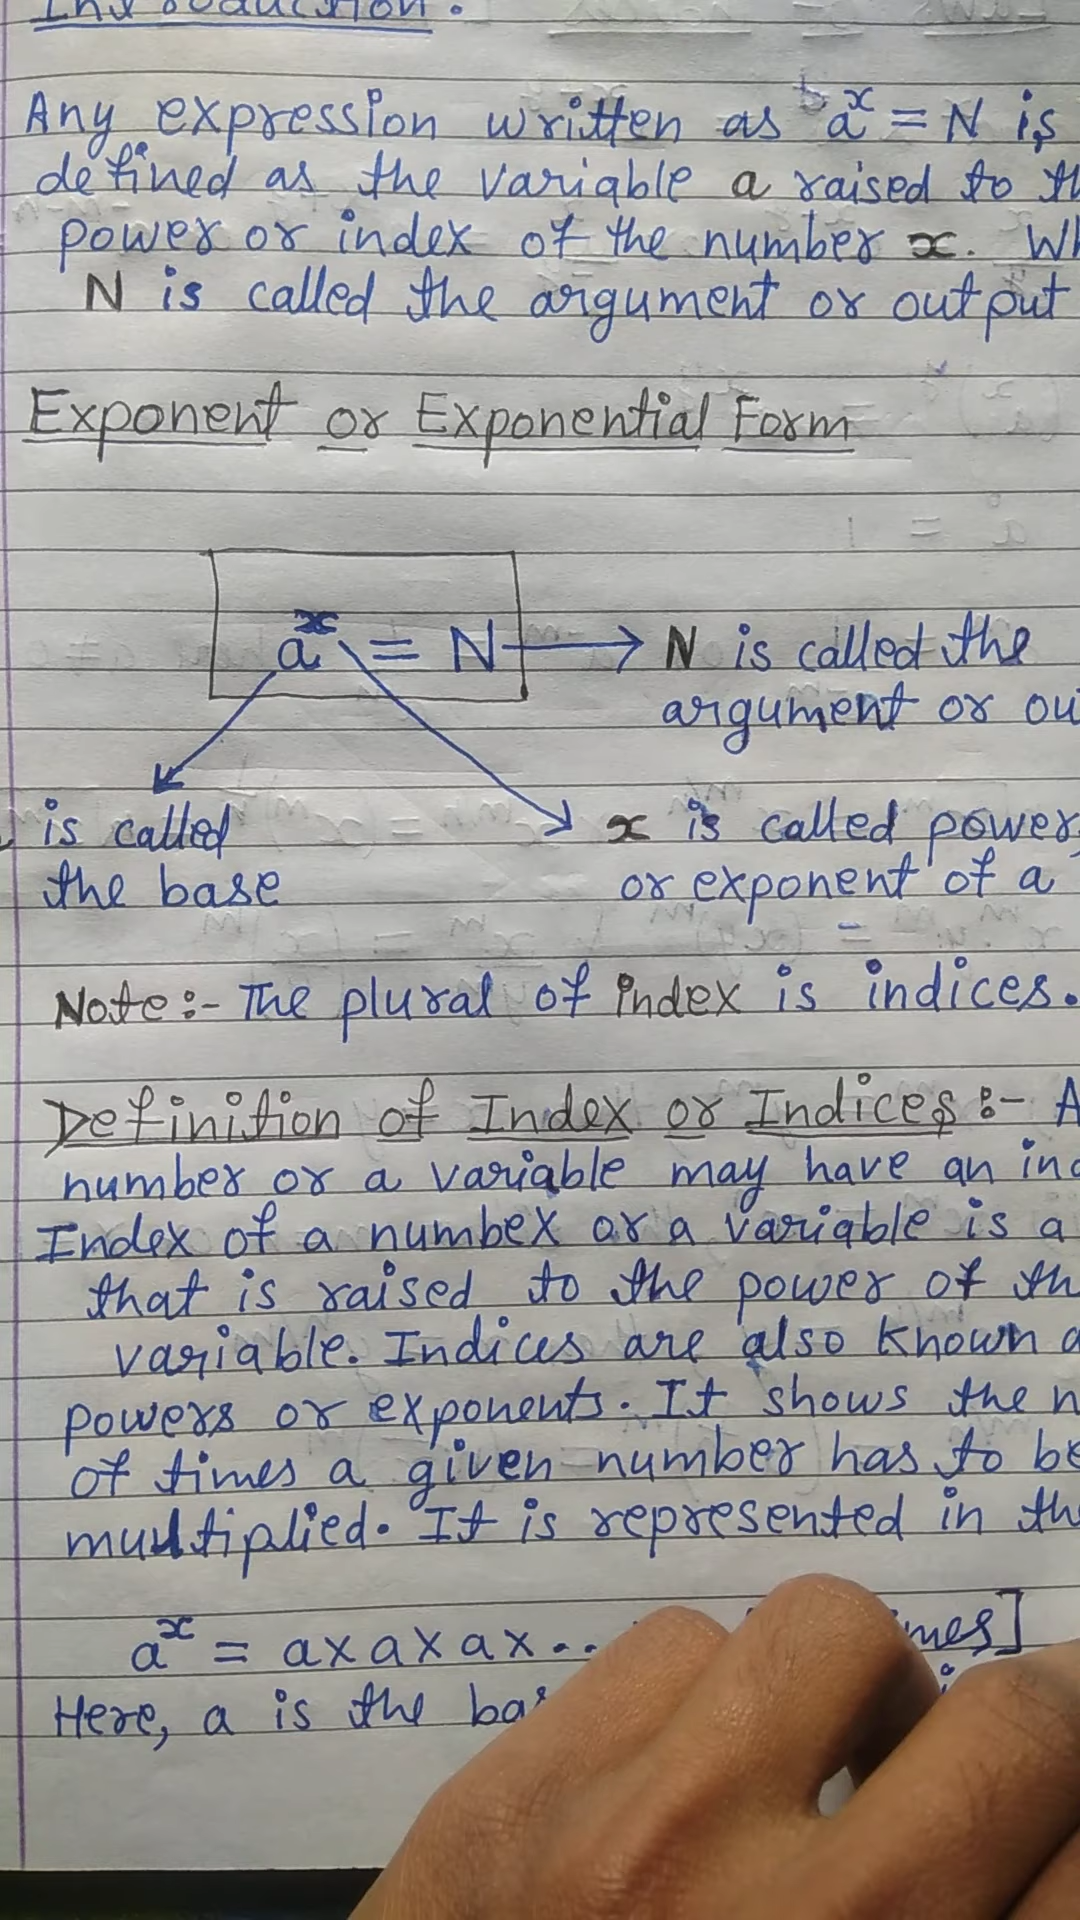 Introduction.
Any expression written as aˣ = N is
defined as the variable a raised to
power or index of the number x.
N is called the argument or output
Exponent or Exponential Form
aˣ = N
N is called the
argument or
is called
the base
x is called power,
or exponent of a
Note:- The plural of index is indices.
Definition of Index or Indices :- A
number or a variable may have an
Index of a number or a variable is a
that is raised to the power of
variable. Indices are also known
powers or exponents. It shows the
of times a given number has to be
multiplied. It is represented in
aˣ = a x a x a x ..
Here, a is the